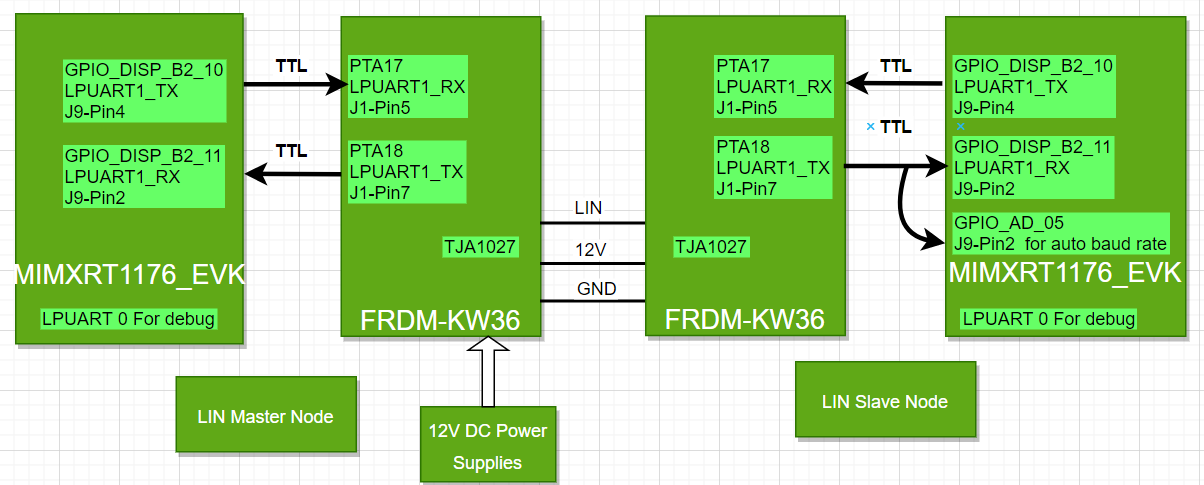 GPIO_DISP_B2_10
LPUART1_TX
J9-Pin4
TTL
GPIO_DISP_B2_11
LPUART1_RX
J9-Pin2
TTL
MIMXRT1176_EVK
LPUART 0 For debug
PTA17
LPUART1_RX
J1-Pin5
PTA18
LPUART1_TX
J1-Pin7
TJA1027
FRDM-KW36
LIN
12V
GND
PTA17
LPUART1_RX
J1-Pin5
PTA18
LPUART1_TX
J1-Pin7
TJA1027
FRDM-KW36
TTL
TTL
GPIO_DISP_B2_10
LPUART1_TX
J9-Pin4
GPIO_DISP_B2_11
LPUART1_RX
J9-Pin2
GPIO_AD_05
J9-Pin2 for auto baud rate
MIMXRT1176_EVK
LPUART 0 For debug
LIN Master Node
12V DC Power
Supplies
LIN Slave Node